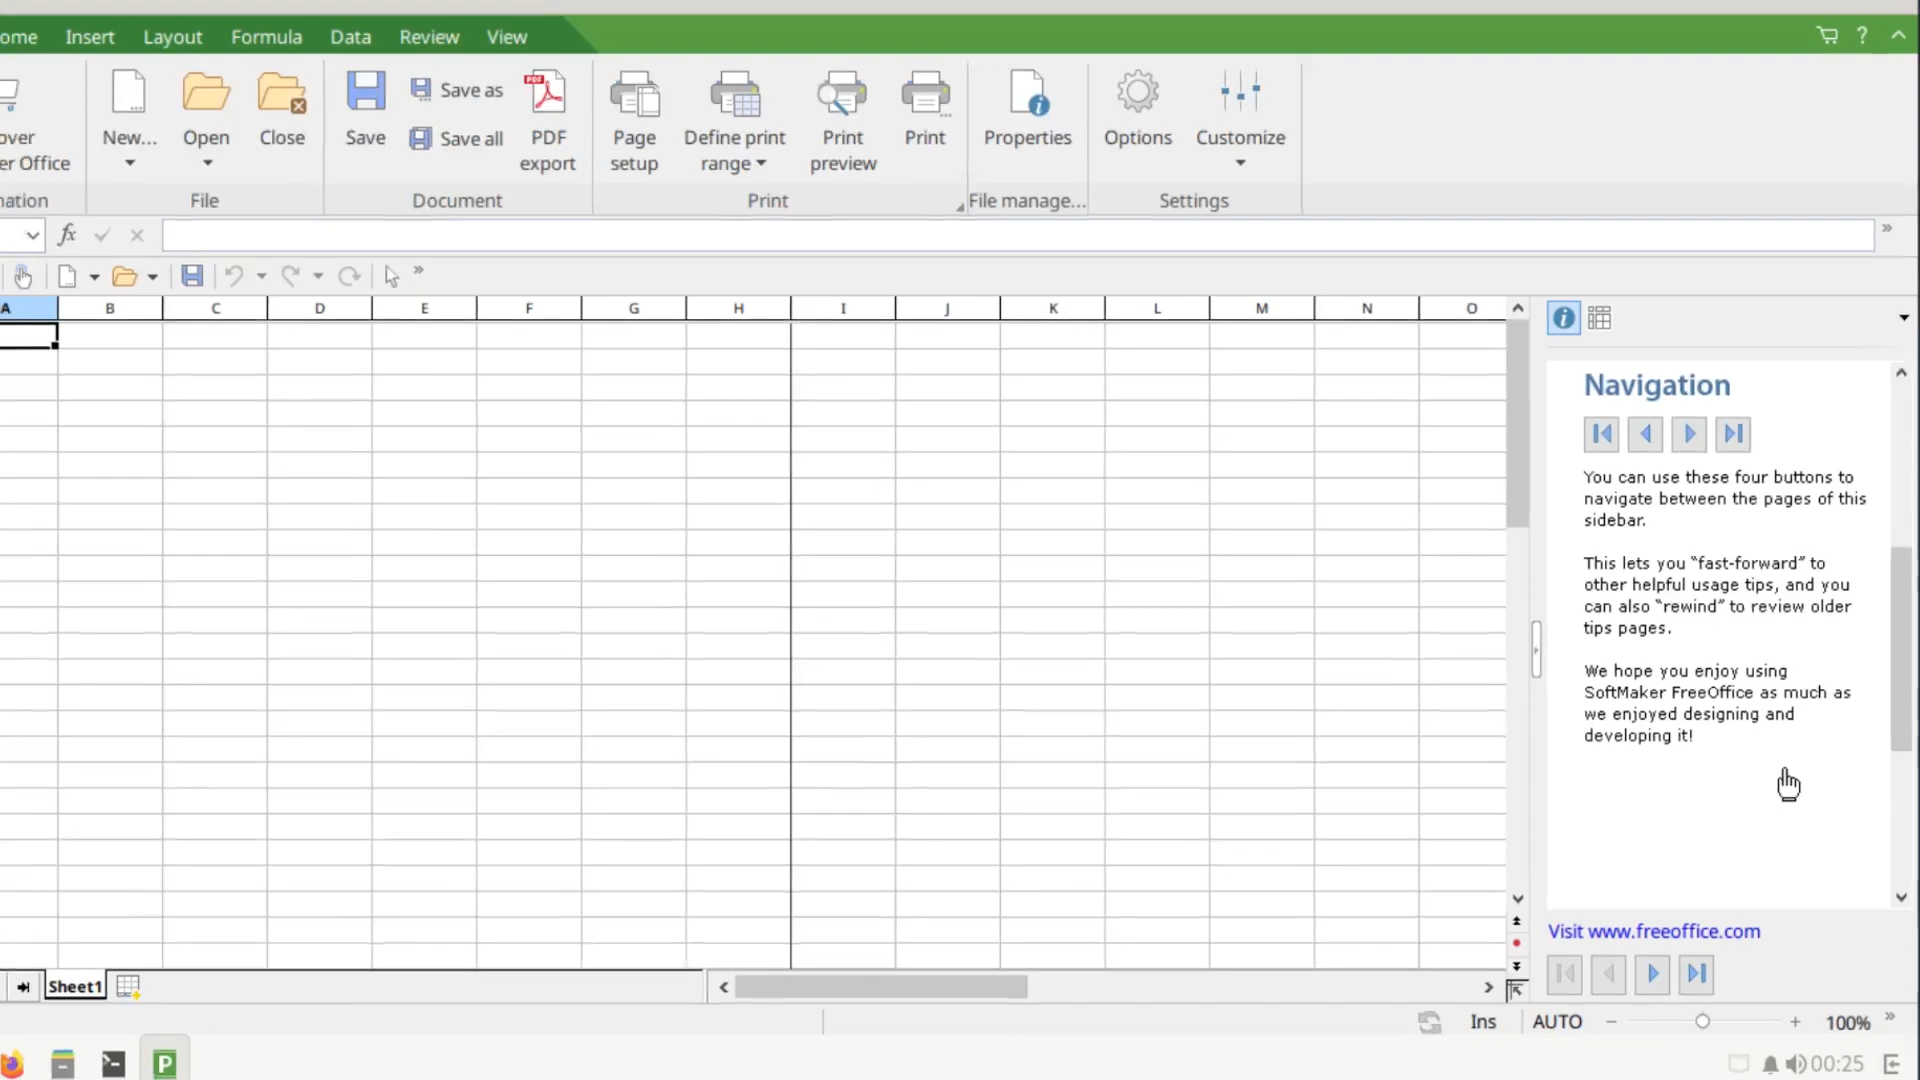 ome Insert Layout Formula Data Review View ?
over
er Office
mation
New...
Open
Close
File
Save
Save as
Save all
PDF
PDF
export
Document
Page
setup
Define print
range
Print
preview
Print
Print
Properties
File manage...
Options
Customize
Settings
fx
A B C D E F G H I J K L M N O
Navigation
You can use these four buttons to
navigate between the pages of this
sidebar.
This lets you “fast-forward” to
other helpful usage tips, and you
can also “rewind” to review older
tips pages.
We hope you enjoy using
SoftMaker FreeOffice as much as
we enjoyed designing and
developing it!
Visit www.freeoffice.com
Sheet1
Ins AUTO 100%
P
00:25